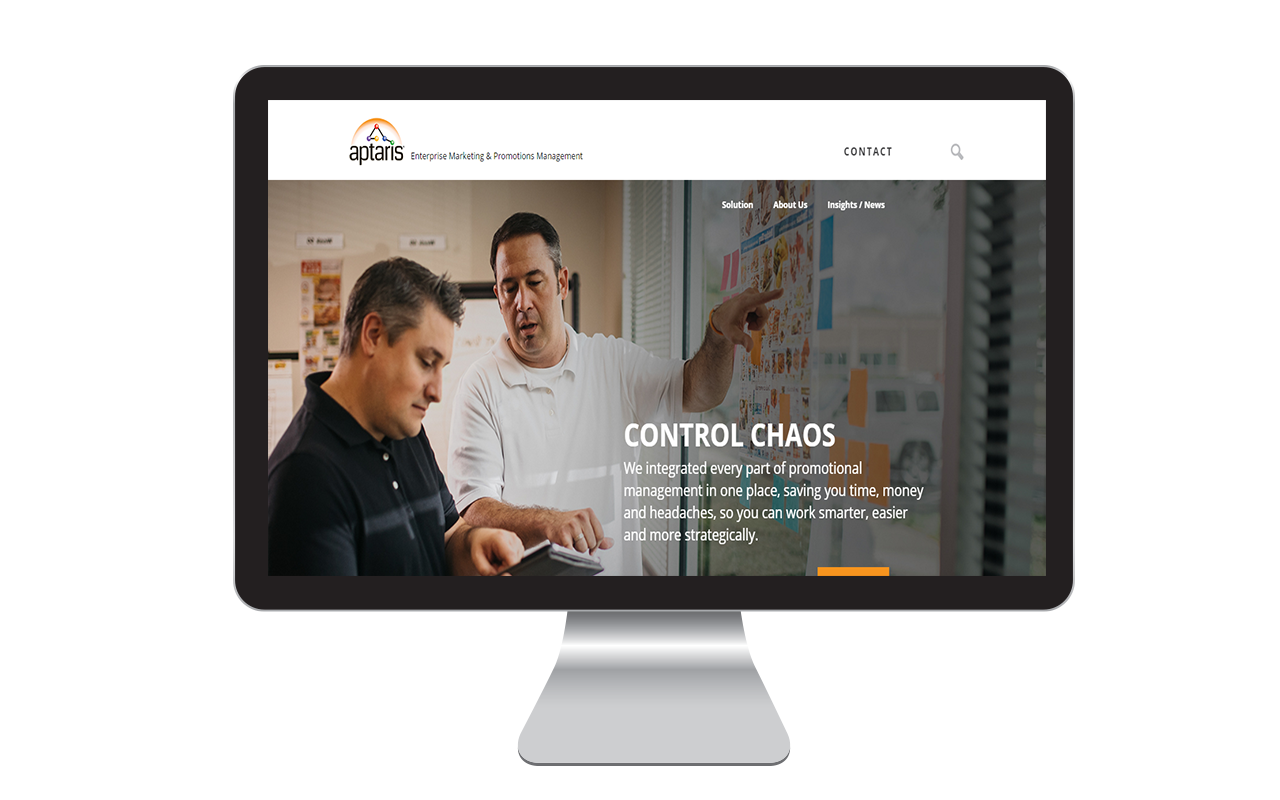 aptaris
Enterprise Marketing & Promotions Management
CONTACT
Solution About Us Insights / News
CONTROL CHAOS
We integrated every part of promotional
management in one place, saving you time, money
and headaches, so you can work smarter, easier
and more strategically.